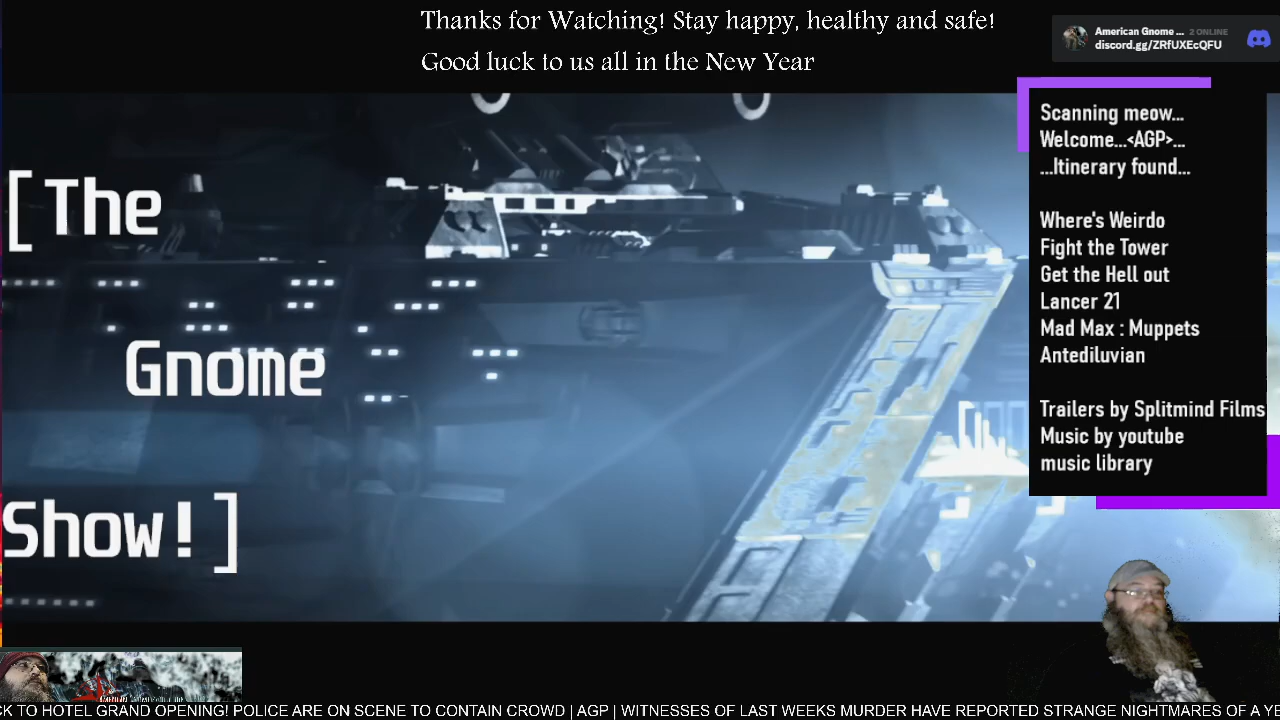 Thanks for Watching! Stay happy, healthy and safe!
Good luck to us all in the New Year
American Gnome ... 2 ONLINE
discord.gg/ZRfUXEcQFU
[The
Gnome
Show!]
Scanning meow...
Welcome...<AGP>...
...Itinerary found...
Where's Weirdo
Fight the Tower
Get the Hell out
Lancer 21
Mad Max : Muppets
Antediluvian
Trailers by Splitmind Films
Music by youtube
music library
CK TO HOTEL GRAND OPENING! POLICE ARE ON SCENE TO CONTAIN CROWD | AGP | WITNESSES OF LAST WEEKS MURDER HAVE REPORTED STRANGE NIGHTMARES OF A YE